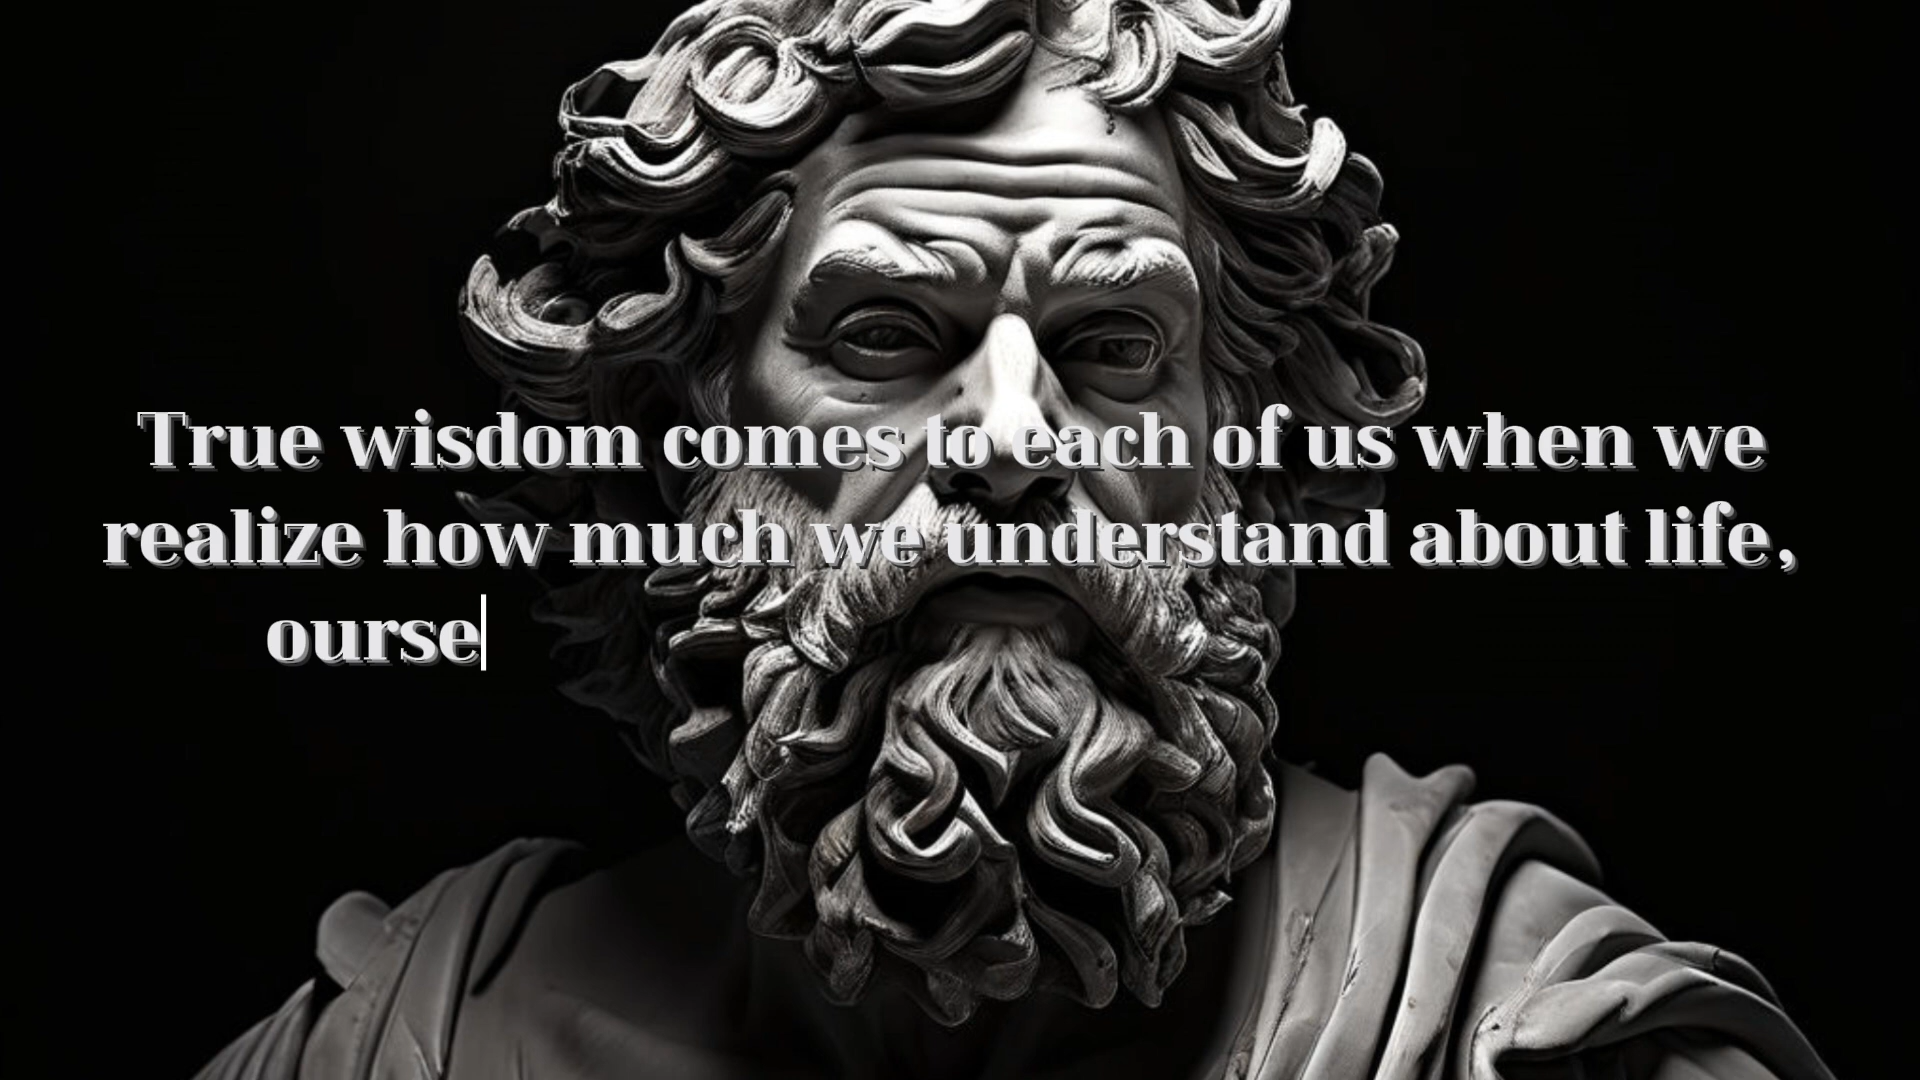 True wisdom comes to each of us when we
realize how much we understand about life,
ourse